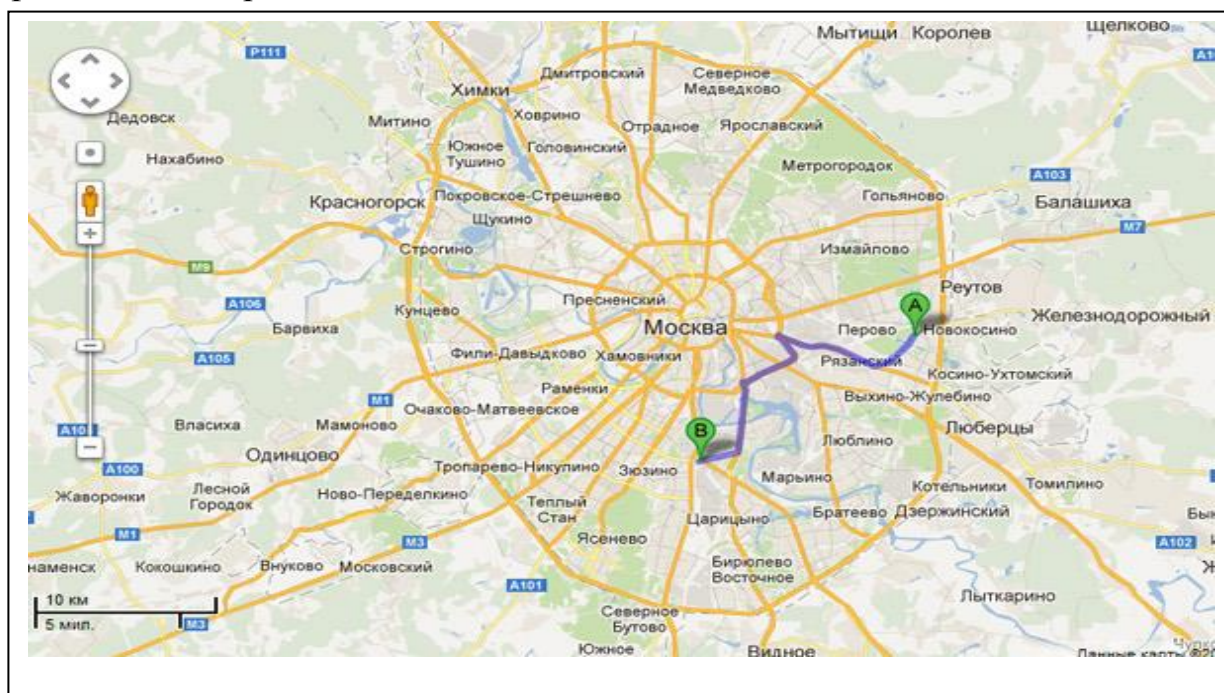 Щёлково
Мытищи Королев
P111
Дмитровский
Северное
Медведково
Химки
Дедовск
Митино
Ховрино
Отрадное
Ярославский
Южное
Тушино
Головинский
Нахабино
Метрогородок
A103
Красногорск
Покровское-Стрешнево
Гольяново
Балашиха
Щукино
M7
Строгино
Измайлово
M9
Реутов
A106
Пресненский
A
Кунцево
Барвиха
Москва
Перово
Новокосино
Железнодорожный
A105
Фили-Давыдково
Хамовники
Рязанский
Косино-Ухтомский
Раменки
M1
Очаково-Матвеевское
Выхино-Жулебино
Власиха
Мамоново
B
Люблино
Люберцы
Одинцово
A100
Тропарево-Никулино
Зюзино
Марьино
Жаворонки
Лесной
Городок
Ново-Переделкино
Котельники
Томилино
Теплый
Стан
Царицыно
Братеево
Дзержинский
M1
Ясенево
M3
A102
Кокошкино
Внуково
Московский
Бирюлево
Восточное
A101
10 км
Лыткарино
5 мил.
M3
Северное
Бутово
Южное
Видное
Данные карты